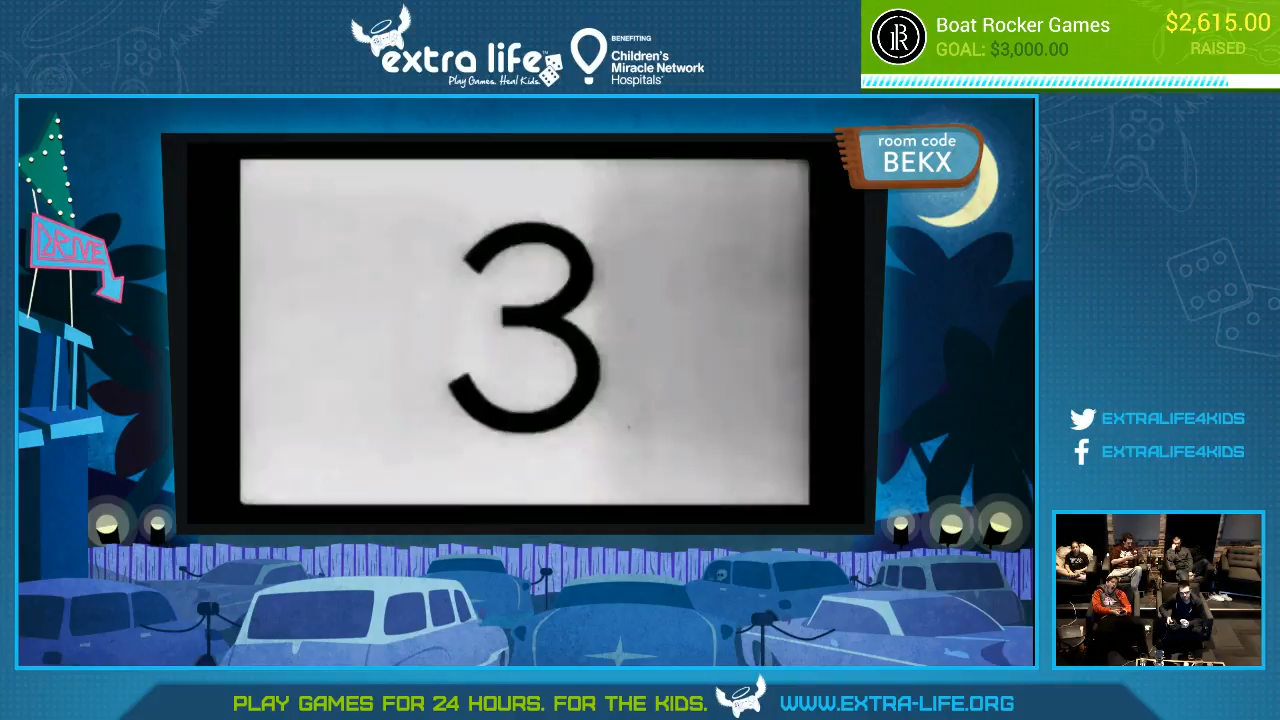 extra life
Play Games. Heal Kids.
BENEFITING
Children's
Miracle Network
Hospitals
Boat Rocker Games
GOAL: $3,000.00
$2,615.00
RAISED
room code
BEKX
DRIVE
3
EXTRALIFE4KIDS
EXTRALIFE4KIDS
PLAY GAMES FOR 24 HOURS. FOR THE KIDS.
WWW.EXTRA-LIFE.ORG